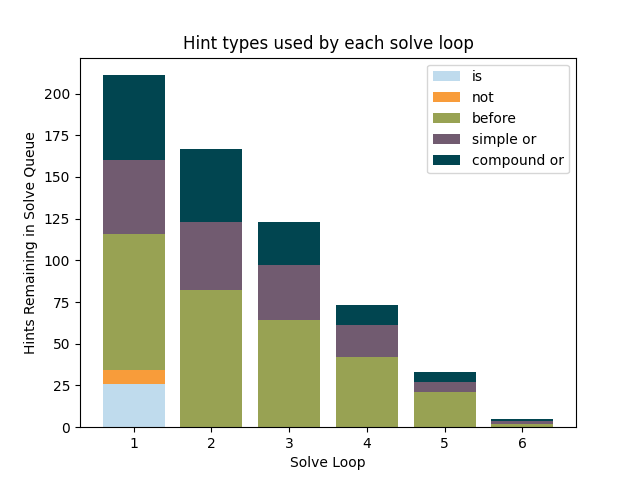 Hint types used by each solve loop
is
not
before
simple or
compound or
Hints Remaining in Solve Queue
200
175
150
125
100
75
50
25
0
1 2 3 4 5 6
Solve Loop